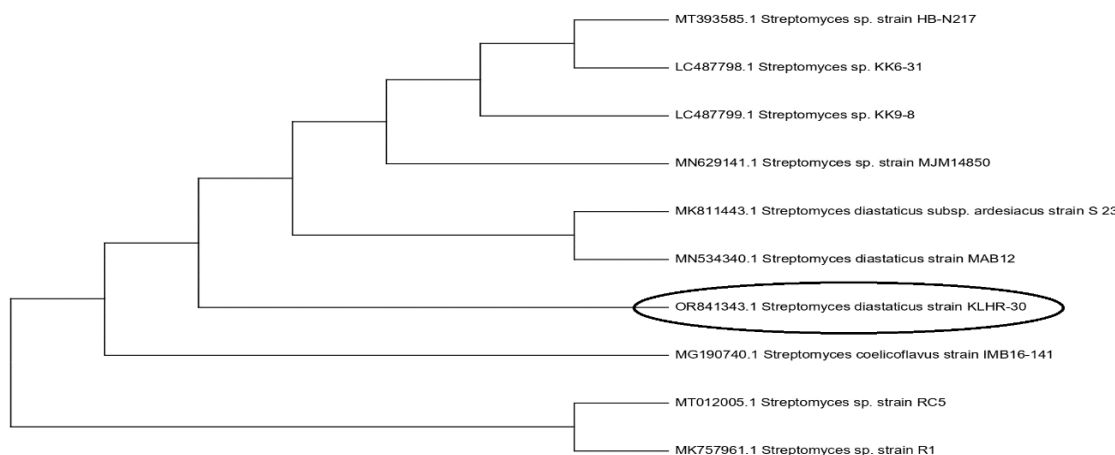 MT393585.1 Streptomyces sp. strain HB-N217
LC487798.1 Streptomyces sp. KK6-31
LC487799.1 Streptomyces sp. KK9-8
MN629141.1 Streptomyces sp. strain MJM14850
MK811443.1 Streptomyces diastaticus subsp. ardesiacus strain S 23
MN534340.1 Streptomyces diastaticus strain MAB12
OR841343.1 Streptomyces diastaticus strain KLHR-30
MG190740.1 Streptomyces coelicoflavus strain IMB16-141
MT012005.1 Streptomyces sp. strain RC5
MK757961.1 Streptomyces sp. strain R1